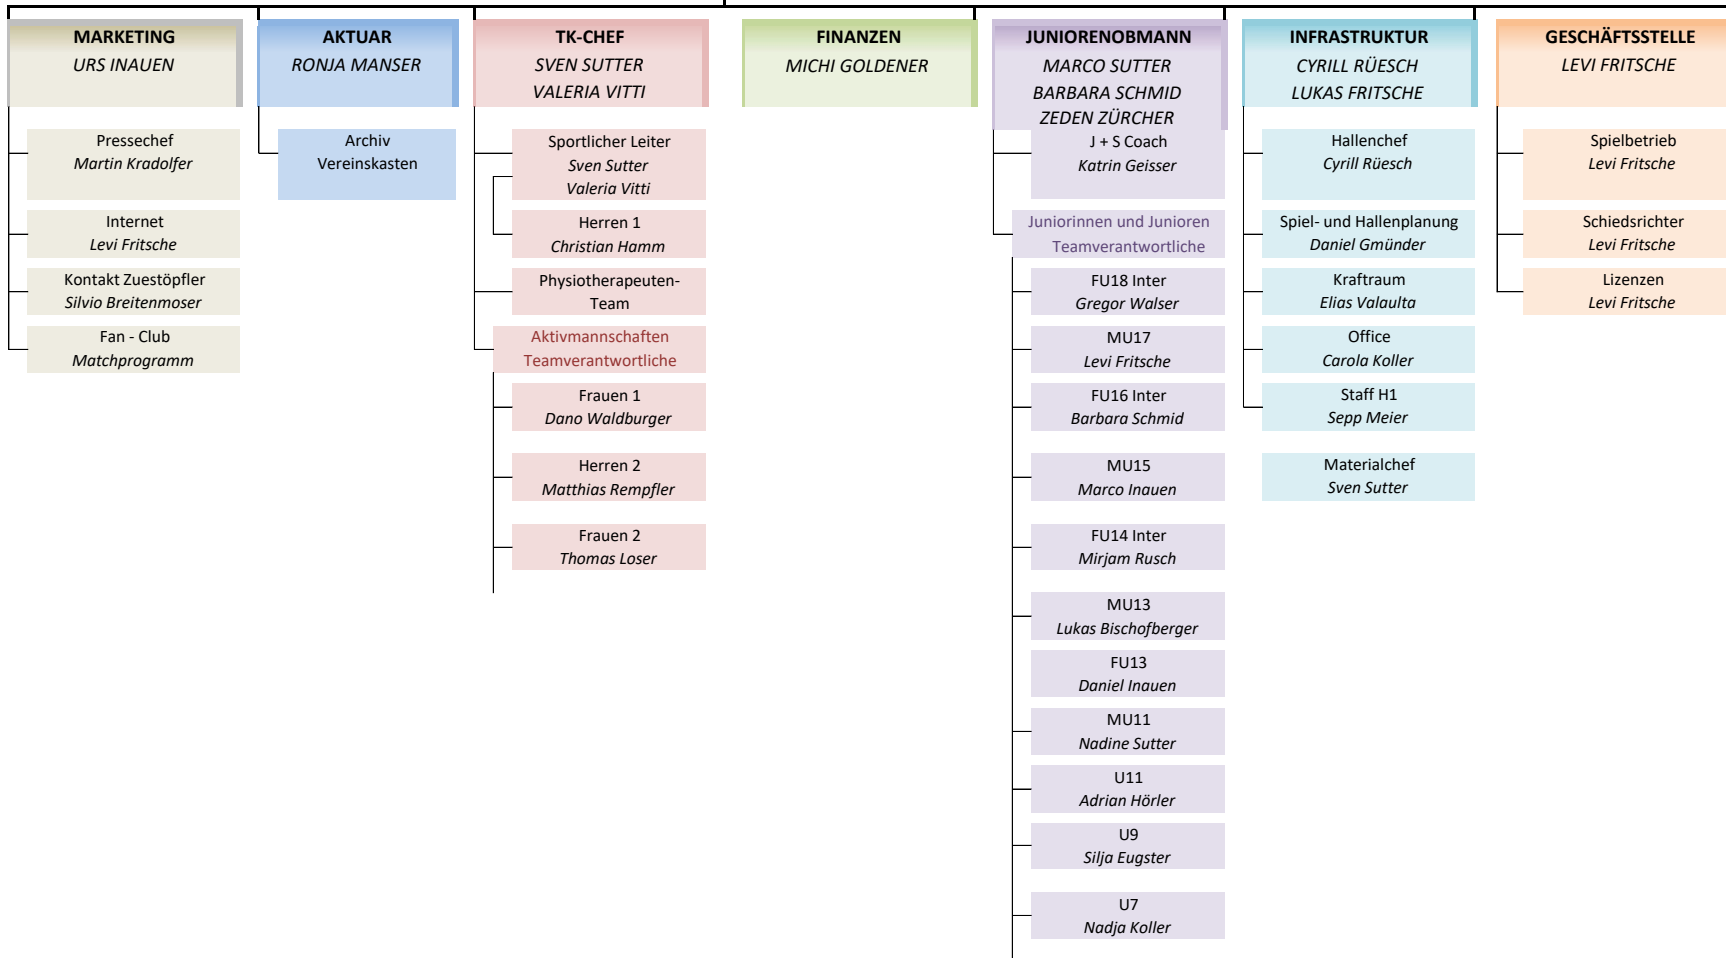 MARKETING
URS INAUEN
Pressechef
Martin Kradolfer
Internet
Levi Fritsche
Kontakt Zuestöpfler
Silvio Breitenmoser
Fan - Club
Matchprogramm
AKTUAR
RONJA MANSER
Archiv
Vereinskasten
TK-CHEF
SVEN SUTTER
VALERIA VITTI
Sportlicher Leiter
Sven Sutter
Valeria Vitti
Herren 1
Christian Hamm
Physiotherapeuten-
Team
Aktivmannschaften
Teamverantwortliche
Frauen 1
Dano Waldburger
Herren 2
Matthias Rempfler
Frauen 2
Thomas Loser
FINANZEN
MICHI GOLDENER
JUNIORENOBMANN
MARCO SUTTER
BARBARA SCHMID
ZEDEN ZÜRCHER
J + S Coach
Katrin Geisser
Juniorinnen und Junioren
Teamverantwortliche
FU18 Inter
Gregor Walser
MU17
Levi Fritsche
FU16 Inter
Barbara Schmid
MU15
Marco Inauen
FU14 Inter
Mirjam Rusch
MU13
Lukas Bischofberger
FU13
Daniel Inauen
MU11
Nadine Sutter
U11
Adrian Hörler
U9
Silja Eugster
U7
Nadja Koller
INFRASTRUKTUR
CYRILL RÜESCH
LUKAS FRITSCHE
Hallenchef
Cyrill Rüesch
Spiel- und Hallenplanung
Daniel Gmünder
Kraftraum
Elias Valaulta
Office
Carola Koller
Staff H1
Sepp Meier
Materialchef
Sven Sutter
GESCHÄFTSSTELLE
LEVI FRITSCHE
Spielbetrieb
Levi Fritsche
Schiedsrichter
Levi Fritsche
Lizenzen
Levi Fritsche